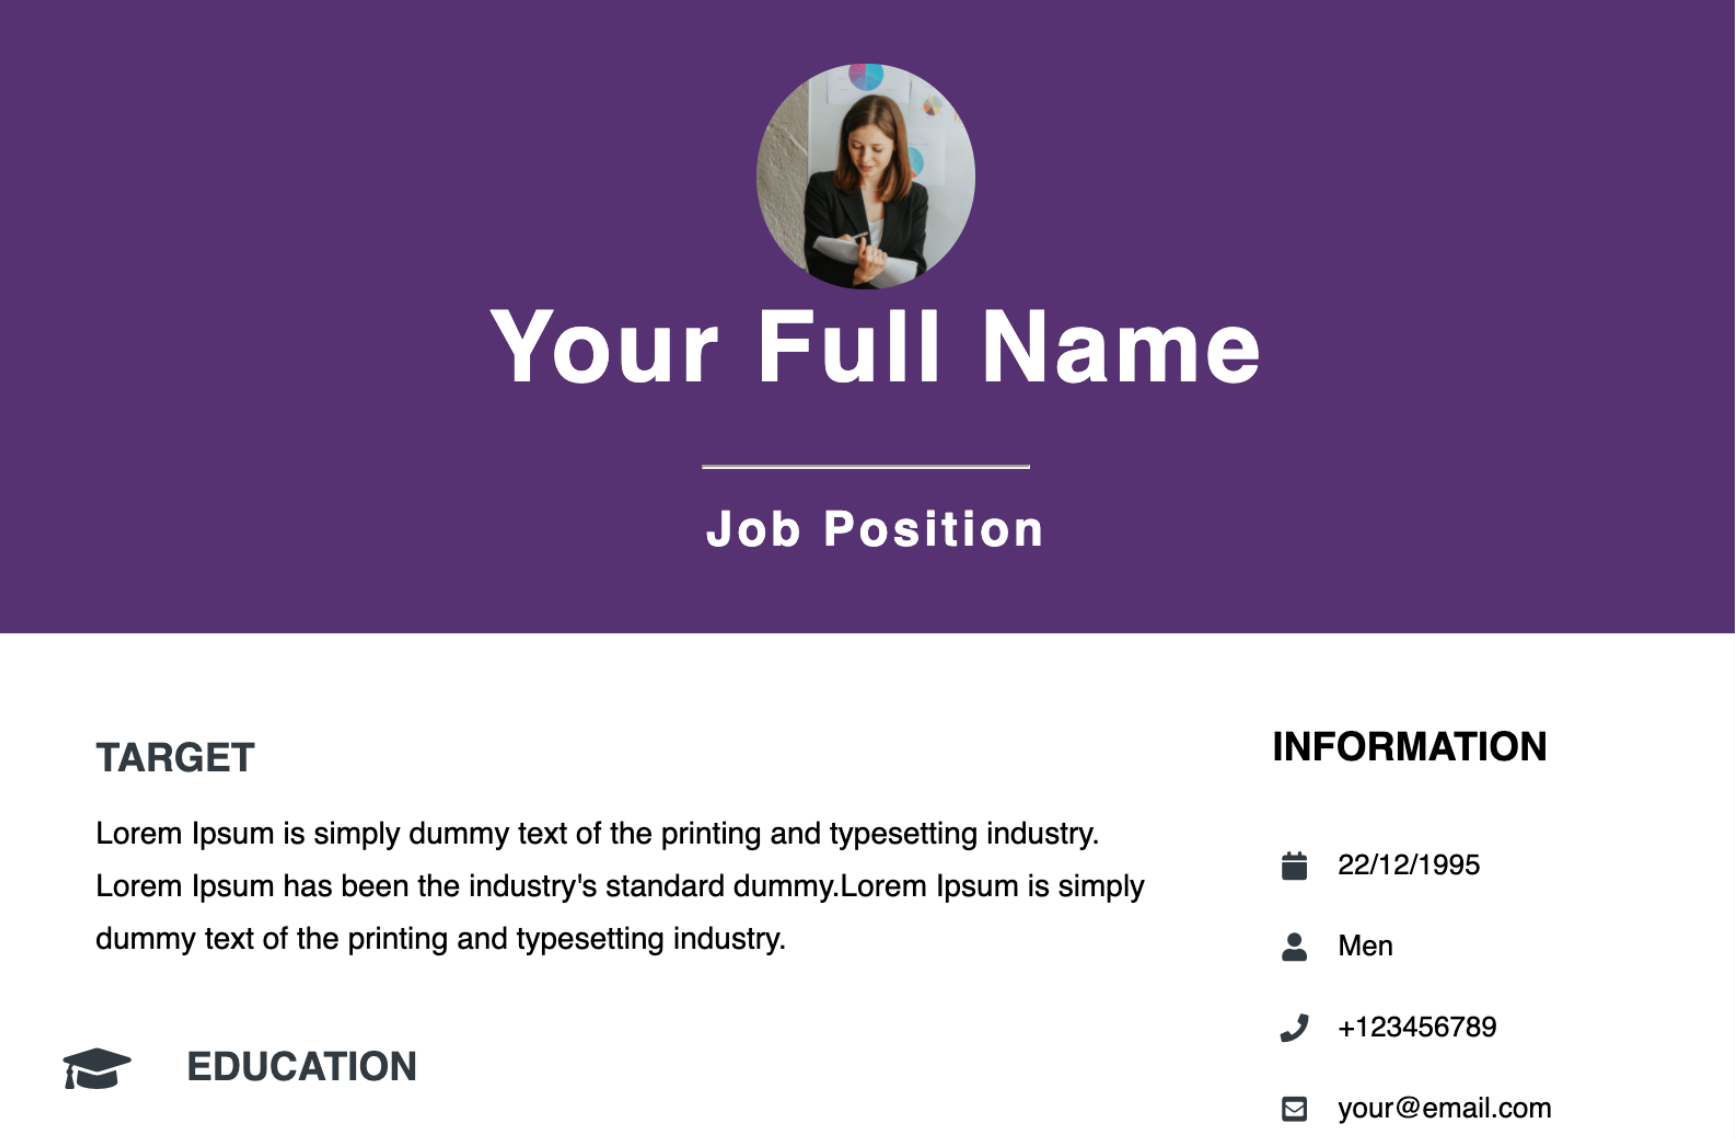 Your Full Name
Job Position
TARGET
Lorem Ipsum is simply dummy text of the printing and typesetting industry.
Lorem Ipsum has been the industry's standard dummy.Lorem Ipsum is simply
dummy text of the printing and typesetting industry.
EDUCATION
INFORMATION
22/12/1995
Men
+123456789
your@email.com